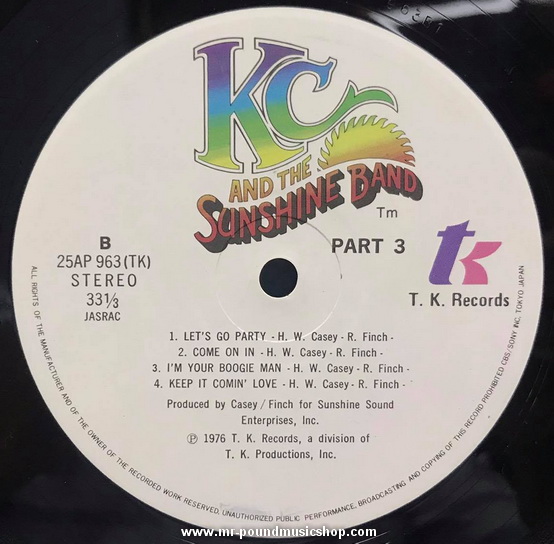 KC
AND THE
SUNSHINE BAND
Tm
PART 3
B
25AP 963(TK)
STEREO
33⅓
JASRAC
tk
T. K. Records
1. LET'S GO PARTY - H. W. Casey - R. Finch -
2. COME ON IN - H. W. Casey - R. Finch -
3. I'M YOUR BOOGIE MAN - H. W. Casey - R. Finch -
4. KEEP IT COMIN' LOVE - H. W. Casey - R. Finch -
Produced by Casey / Finch for Sunshine Sound
Enterprises, Inc.
℗ 1976 T. K. Records, a division of
T. K. Productions, Inc.
ALL RIGHTS OF THE MANUFACTURER AND OF THE OWNER OF THE RECORDED WORK RESERVED, UNAUTHORIZED PUBLIC PERFORMANCE, BROADCASTING AND COPYING OF THIS RECORD PROHIBITED CBS/SONY INC. TOKYO JAPAN
www.mr-poundmusicshop.com